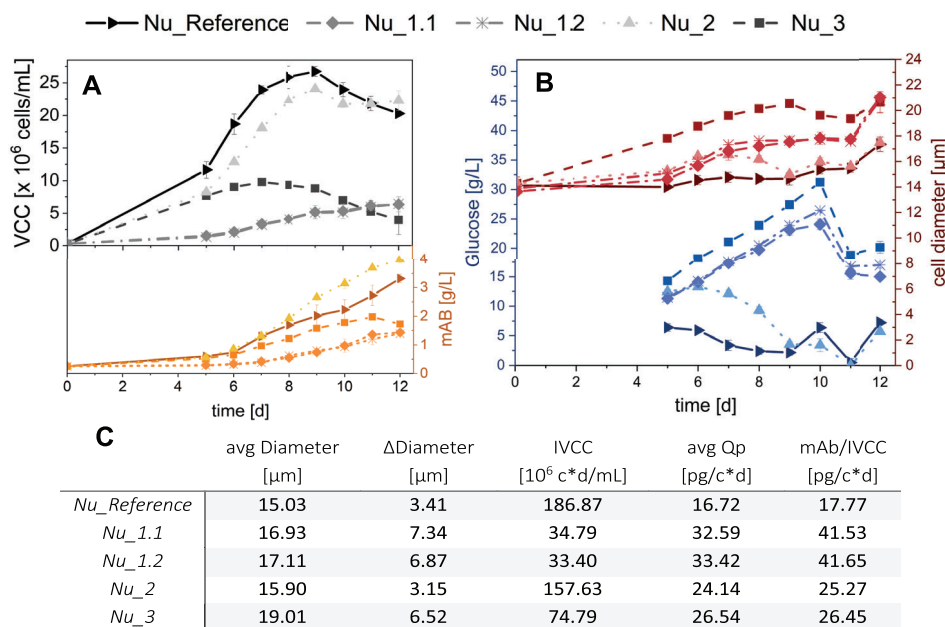 Nu_Reference Nu_1.1 Nu_1.2 Nu_2 Nu_3
A
VCC [x 10⁶ cells/mL]
25
20
15
10
5
0
mAB [g/L]
4
3
2
1
0
0 2 4 6 8 10 12
time [d]
B
Glucose [g/L]
50
45
40
35
30
25
20
15
10
5
0
cell diameter [µm]
24
22
20
18
16
14
12
10
8
6
4
2
0
0 2 4 6 8 10 12
time [d]
C
avg Diameter ΔDiameter IVCC avg Qp mAb/IVCC
[µm] [µm] [10⁶ c*d/mL] [pg/c*d] [pg/c*d]
Nu_Reference 15.03 3.41 186.87 16.72 17.77
Nu_1.1 16.93 7.34 34.79 32.59 41.53
Nu_1.2 17.11 6.87 33.40 33.42 41.65
Nu_2 15.90 3.15 157.63 24.14 25.27
Nu_3 19.01 6.52 74.79 26.54 26.45